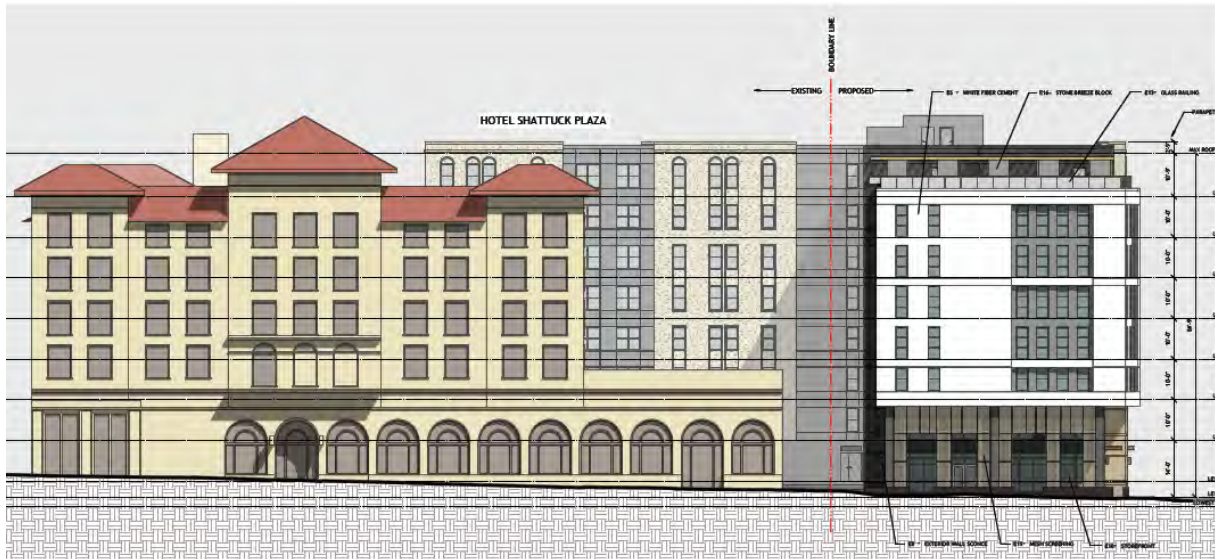 BOUNDARY LINE
EXISTING PROPOSED
HOTEL SHATTUCK PLAZA
E5 - WHITE FIBER CEMENT
E16- STONE BREEZE BLOCK
GLASS RAILING
PARAPET
MAX ROOF
10'-0"
10'-0"
10'-0"
10'-0"
10'-0"
10'-0"
14'-0"
LOWEST
EXTERIOR WALL SCONCE
MESH SCREENING
STOREFRONT